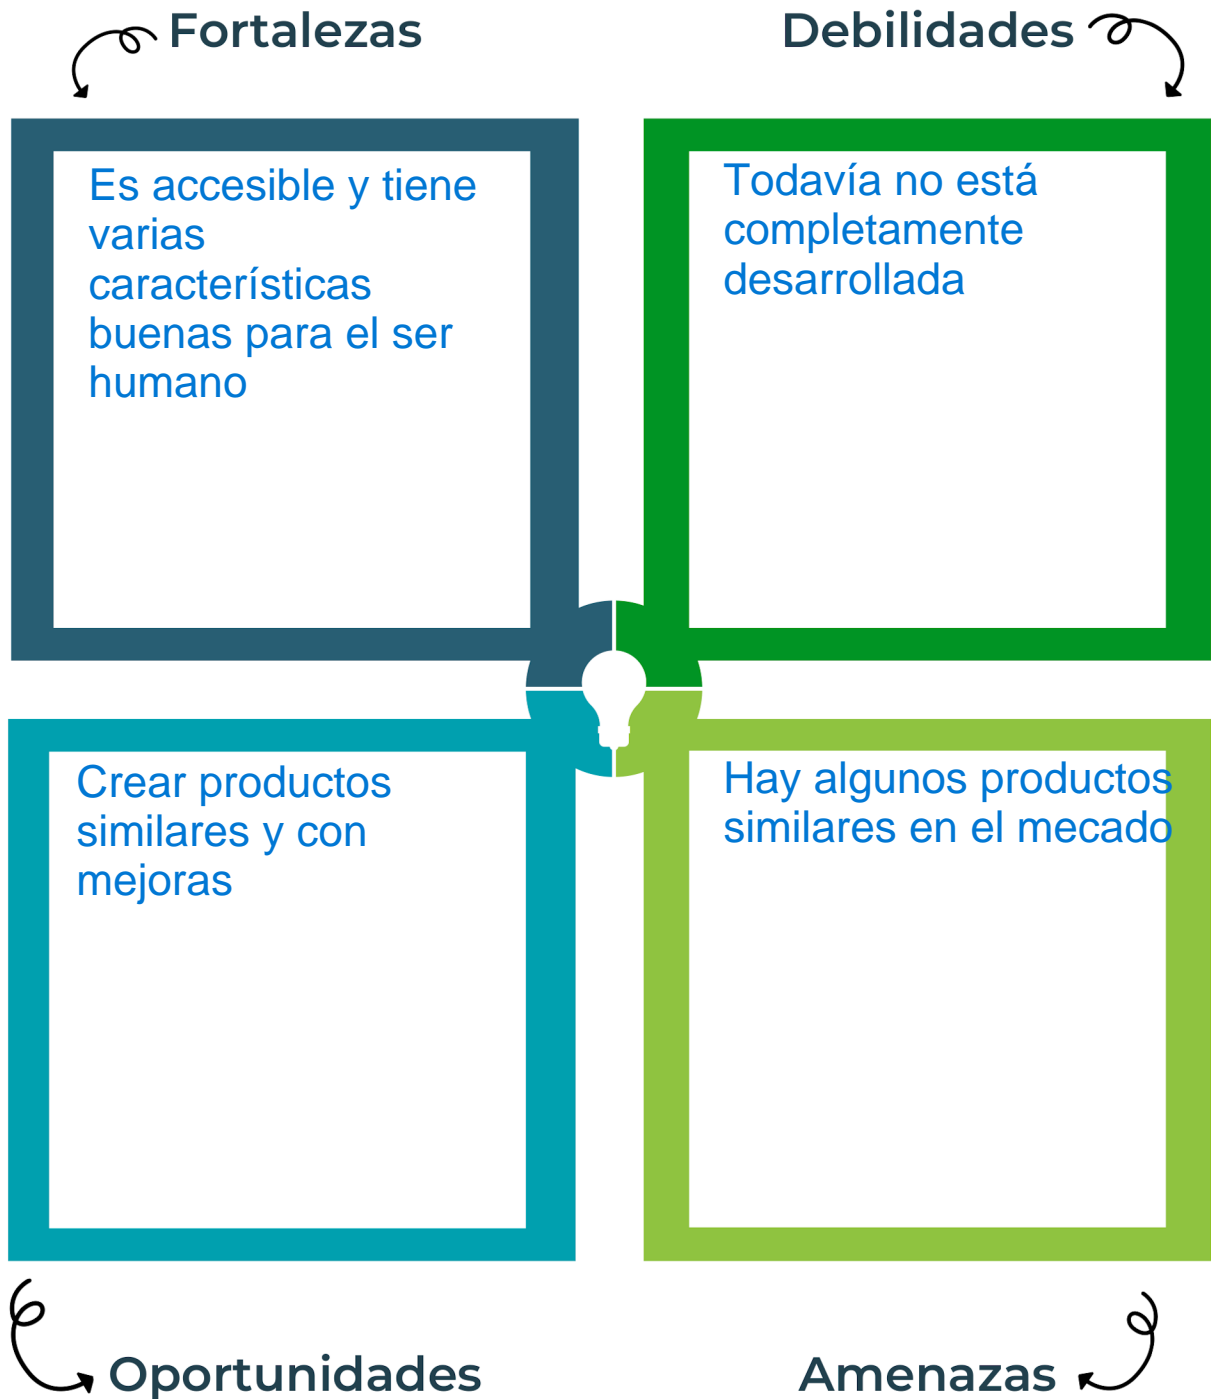 Fortalezas
Debilidades
Es accesible y tiene
varias
características
buenas para el ser
humano
Todavía no está
completamente
desarrollada
Crear productos
similares y con
mejoras
Hay algunos productos
similares en el mecado
Oportunidades
Amenazas